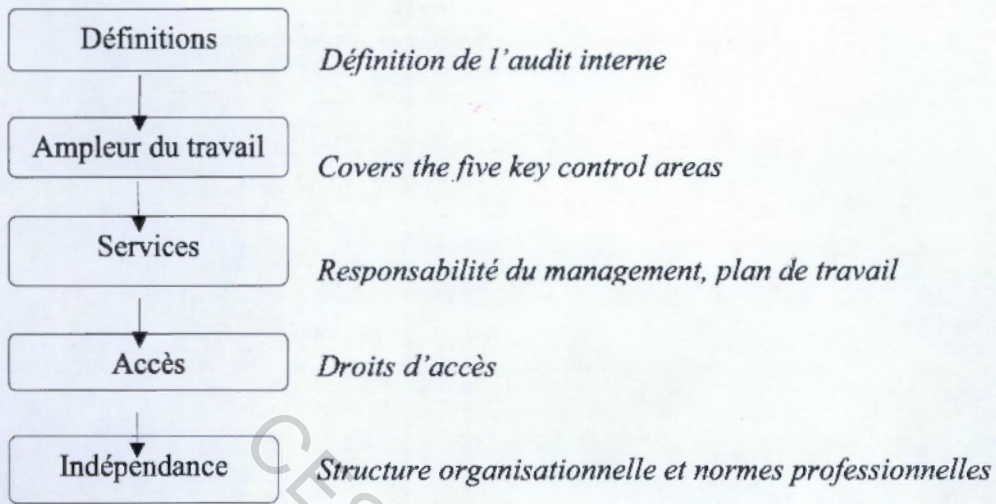 Définitions
Définition de l'audit interne
Ampleur du travail
Covers the five key control areas
Services
Responsabilité du management, plan de travail
Accès
Droits d'accès
Indépendance
Structure organisationnelle et normes professionnelles
CES